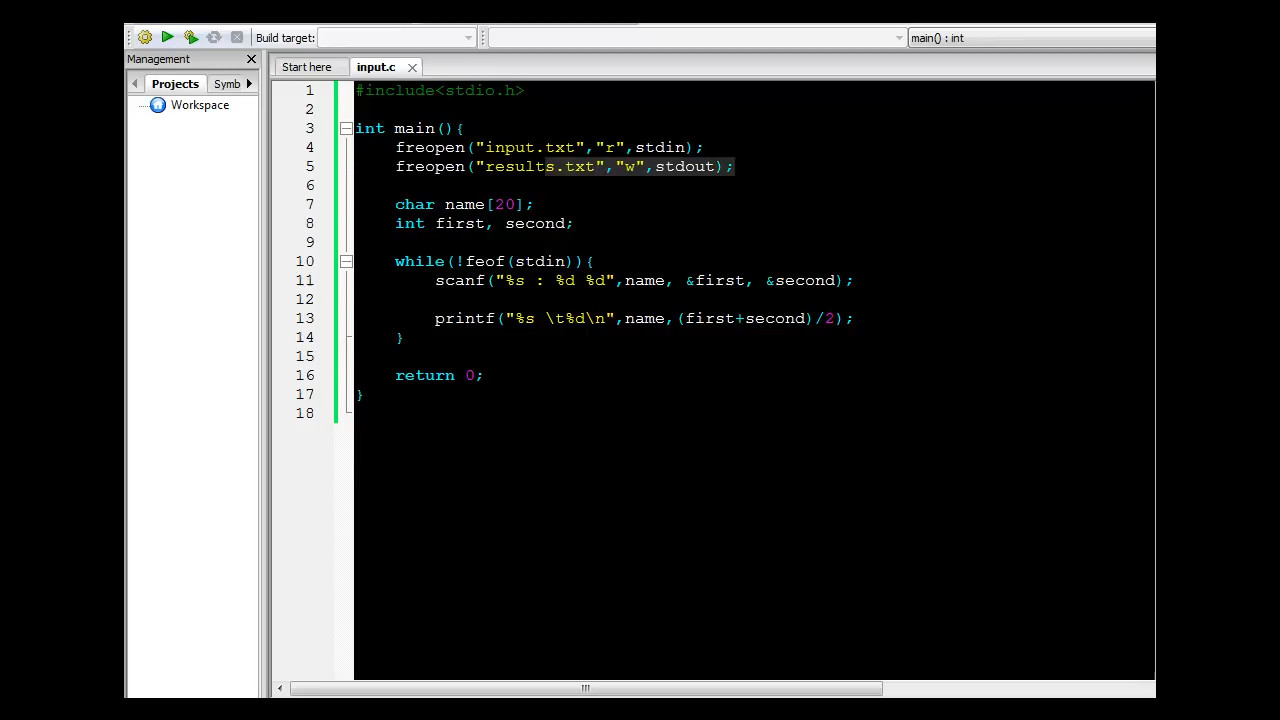 Build target:
main() : int
Management
Start here
input.c
Projects
Symb
Workspace
1 #include<stdio.h>
2
3 int main(){
4 freopen("input.txt","r",stdin);
5 freopen("results.txt","w",stdout);
6
7 char name[20];
8 int first, second;
9
10 while(!feof(stdin)){
11 scanf("%s : %d %d",name, &first, &second);
12
13 printf("%s \t%d\n",name,(first+second)/2);
14 }
15
16 return 0;
17 }
18